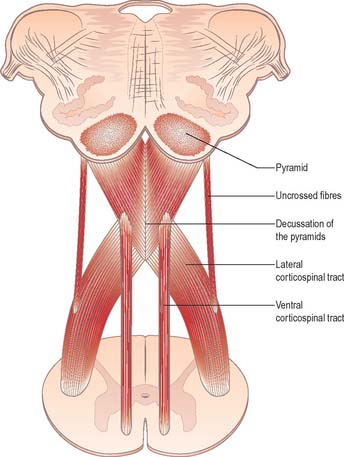 Pyramid
Uncrossed fibres
Decussation of
the pyramids
Lateral
corticospinal tract
Ventral
corticospinal tract